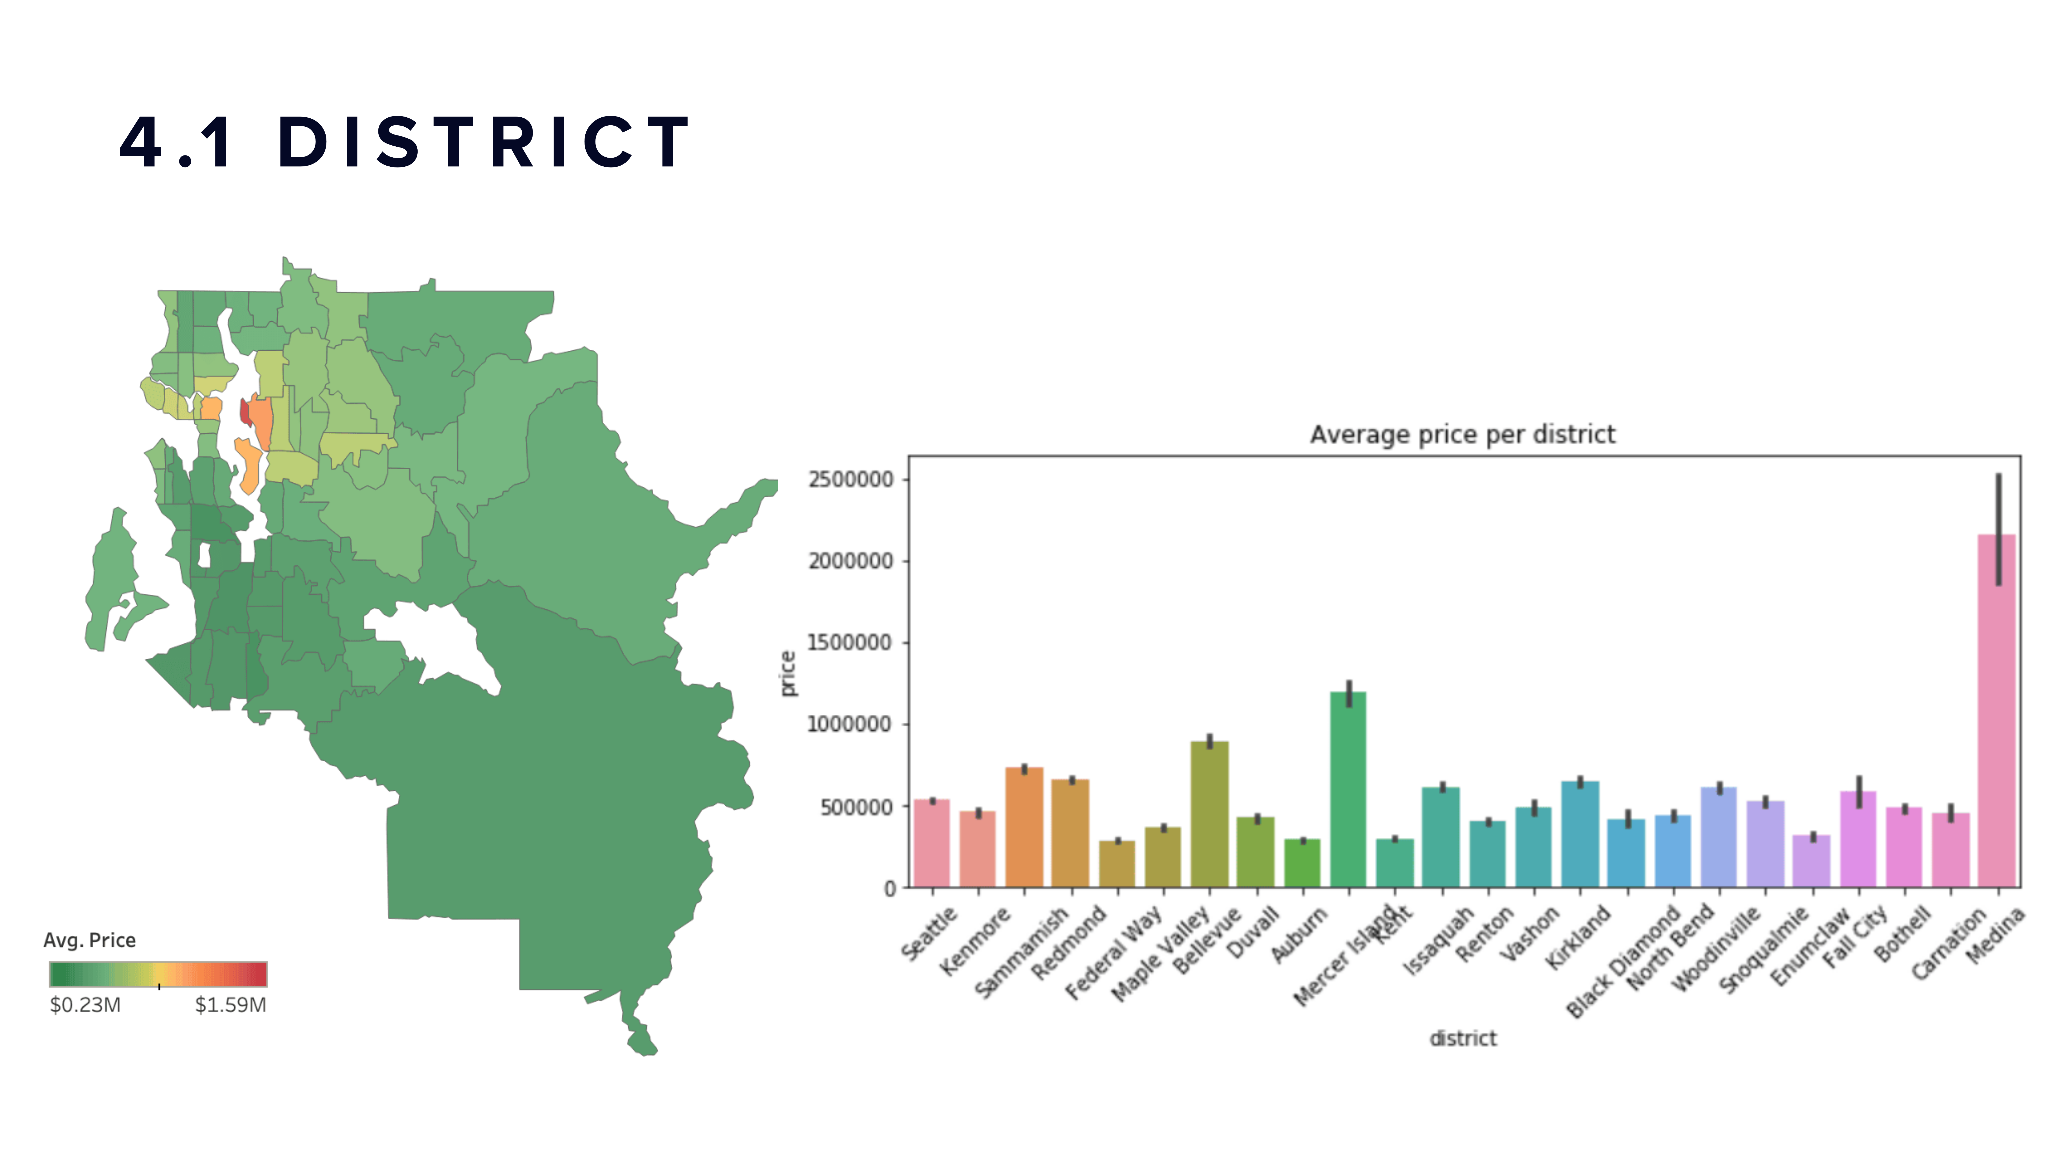 4.1 DISTRICT
Avg. Price
$0.23M $1.59M
Average price per district
price
2500000
2000000
1500000
1000000
500000
0
Seattle
Kenmore
Sammamish
Redmond
Federal Way
Maple Valley
Bellevue
Duvall
Auburn
Mercer Island
Kent
Issaquah
Renton
Vashon
Kirkland
Black Diamond
North Bend
Woodinville
Snoqualmie
Enumclaw
Fall City
Bothell
Carnation
Medina
district